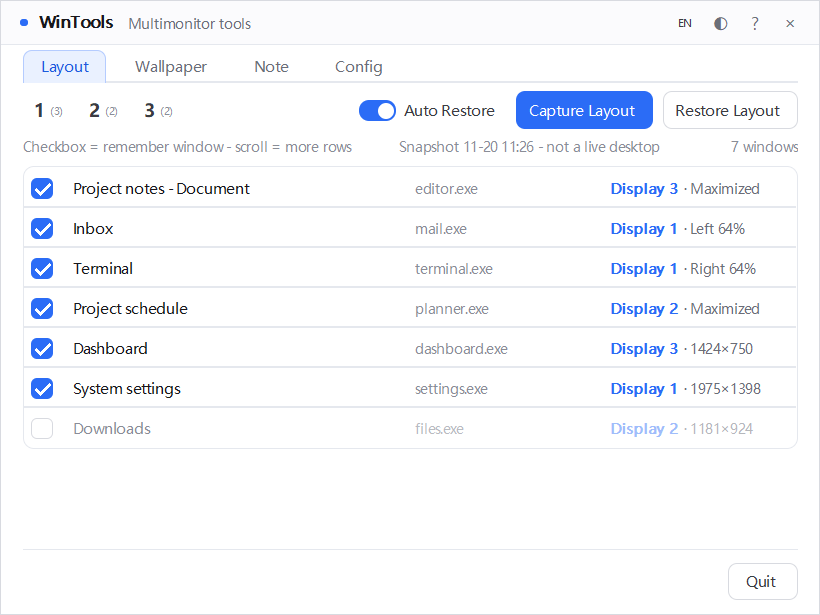 WinTools Multimonitor tools EN ? ×
Layout Wallpaper Note Config
1 (3) 2 (2) 3 (2) Auto Restore Capture Layout Restore Layout
Checkbox = remember window - scroll = more rows Snapshot 11-20 11:26 - not a live desktop 7 windows
Project notes - Document editor.exe Display 3 · Maximized
Inbox mail.exe Display 1 · Left 64%
Terminal terminal.exe Display 1 · Right 64%
Project schedule planner.exe Display 2 · Maximized
Dashboard dashboard.exe Display 3 · 1424×750
System settings settings.exe Display 1 · 1975×1398
Downloads files.exe Display 2 · 1181×924
Quit